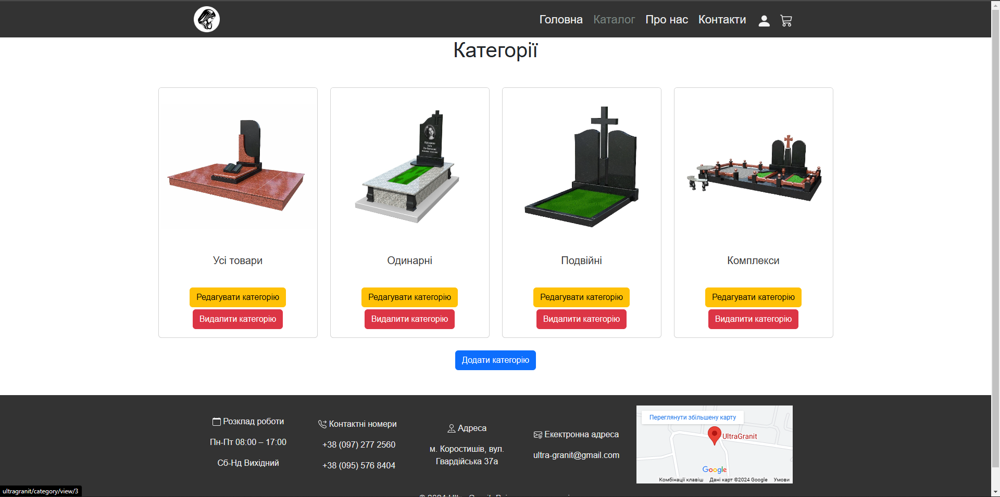 Головна Каталог Про нас Контакти
Категорії
Усі товари
Редагувати категорію
Видалити категорію
Одинарні
Редагувати категорію
Видалити категорію
Подвійні
Редагувати категорію
Видалити категорію
Комплекси
Редагувати категорію
Видалити категорію
Додати категорію
Розклад роботи
Пн-Пт 08:00 – 17:00
Сб-Нд Вихідний
Контактні номери
+38 (097) 277 2560
+38 (095) 576 8404
Адреса
м. Коростишів, вул.
Гвардійська 37а
Екектронна адреса
ultra-granit@gmail.com
Переглянути збільшену карту
UltraGranit
Google
Комбінації клавіш Дані карт ©2024 Google Умови
ultragranit/category/view/3